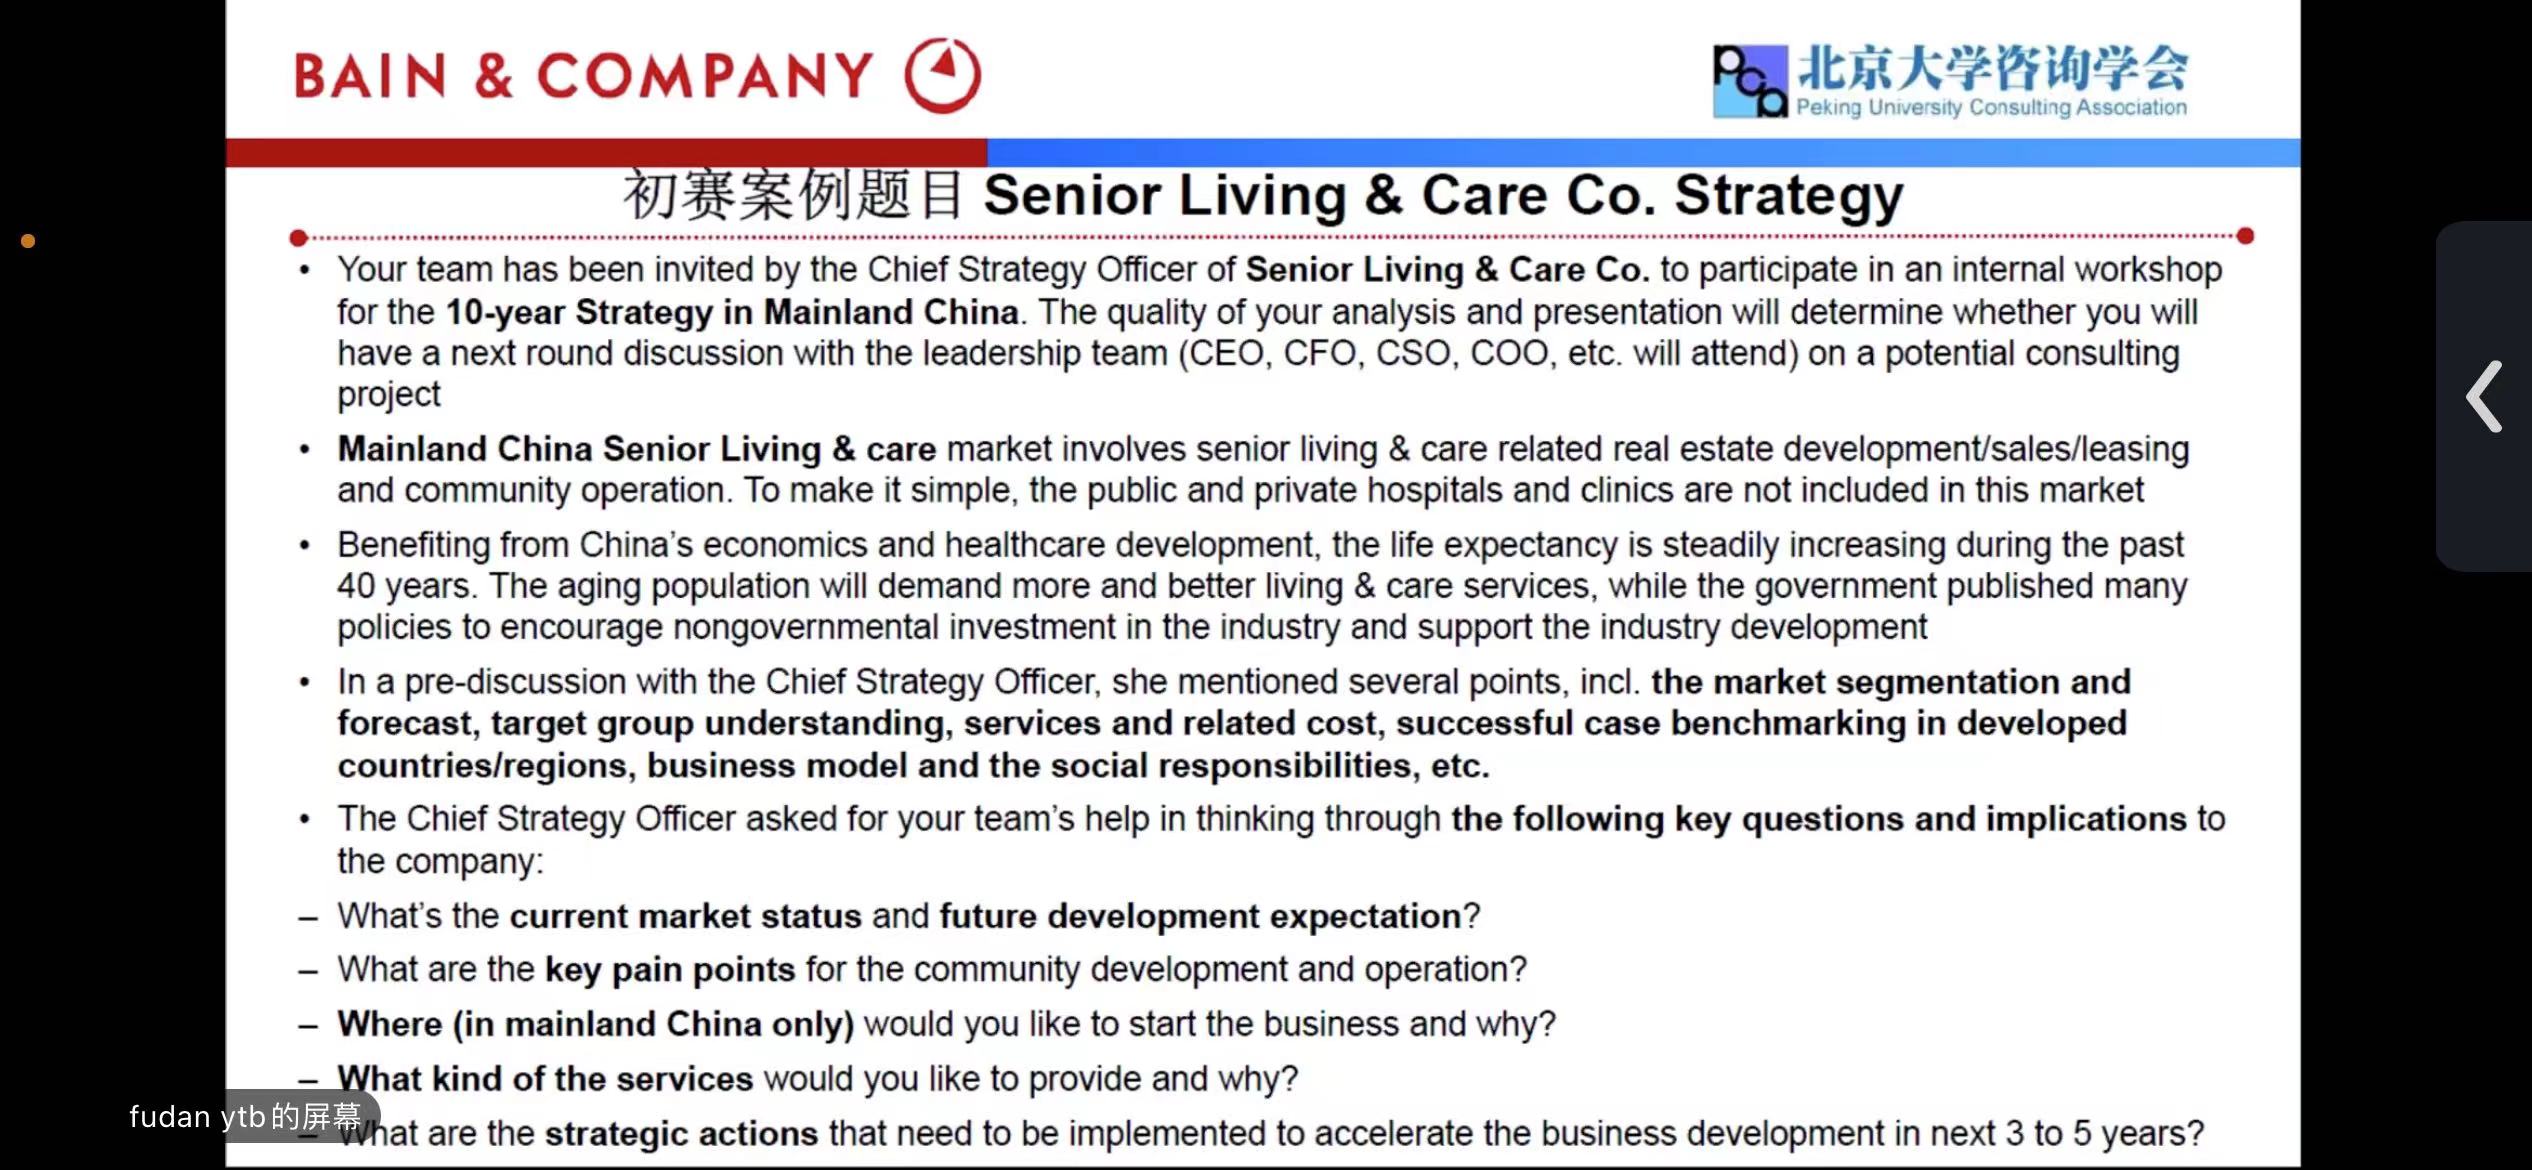 BAIN & COMPANY
pca 北京大学咨询学会
Peking University Consulting Association
初赛案例题目 Senior Living & Care Co. Strategy
• Your team has been invited by the Chief Strategy Officer of Senior Living & Care Co. to participate in an internal workshop
for the 10-year Strategy in Mainland China. The quality of your analysis and presentation will determine whether you will
have a next round discussion with the leadership team (CEO, CFO, CSO, COO, etc. will attend) on a potential consulting
project
• Mainland China Senior Living & care market involves senior living & care related real estate development/sales/leasing
and community operation. To make it simple, the public and private hospitals and clinics are not included in this market
• Benefiting from China’s economics and healthcare development, the life expectancy is steadily increasing during the past
40 years. The aging population will demand more and better living & care services, while the government published many
policies to encourage nongovernmental investment in the industry and support the industry development
• In a pre-discussion with the Chief Strategy Officer, she mentioned several points, incl. the market segmentation and
forecast, target group understanding, services and related cost, successful case benchmarking in developed
countries/regions, business model and the social responsibilities, etc.
• The Chief Strategy Officer asked for your team’s help in thinking through the following key questions and implications to
the company:
– What’s the current market status and future development expectation?
– What are the key pain points for the community development and operation?
– Where (in mainland China only) would you like to start the business and why?
– What kind of the services would you like to provide and why?
fudan ytb的屏幕
– What are the strategic actions that need to be implemented to accelerate the business development in next 3 to 5 years?